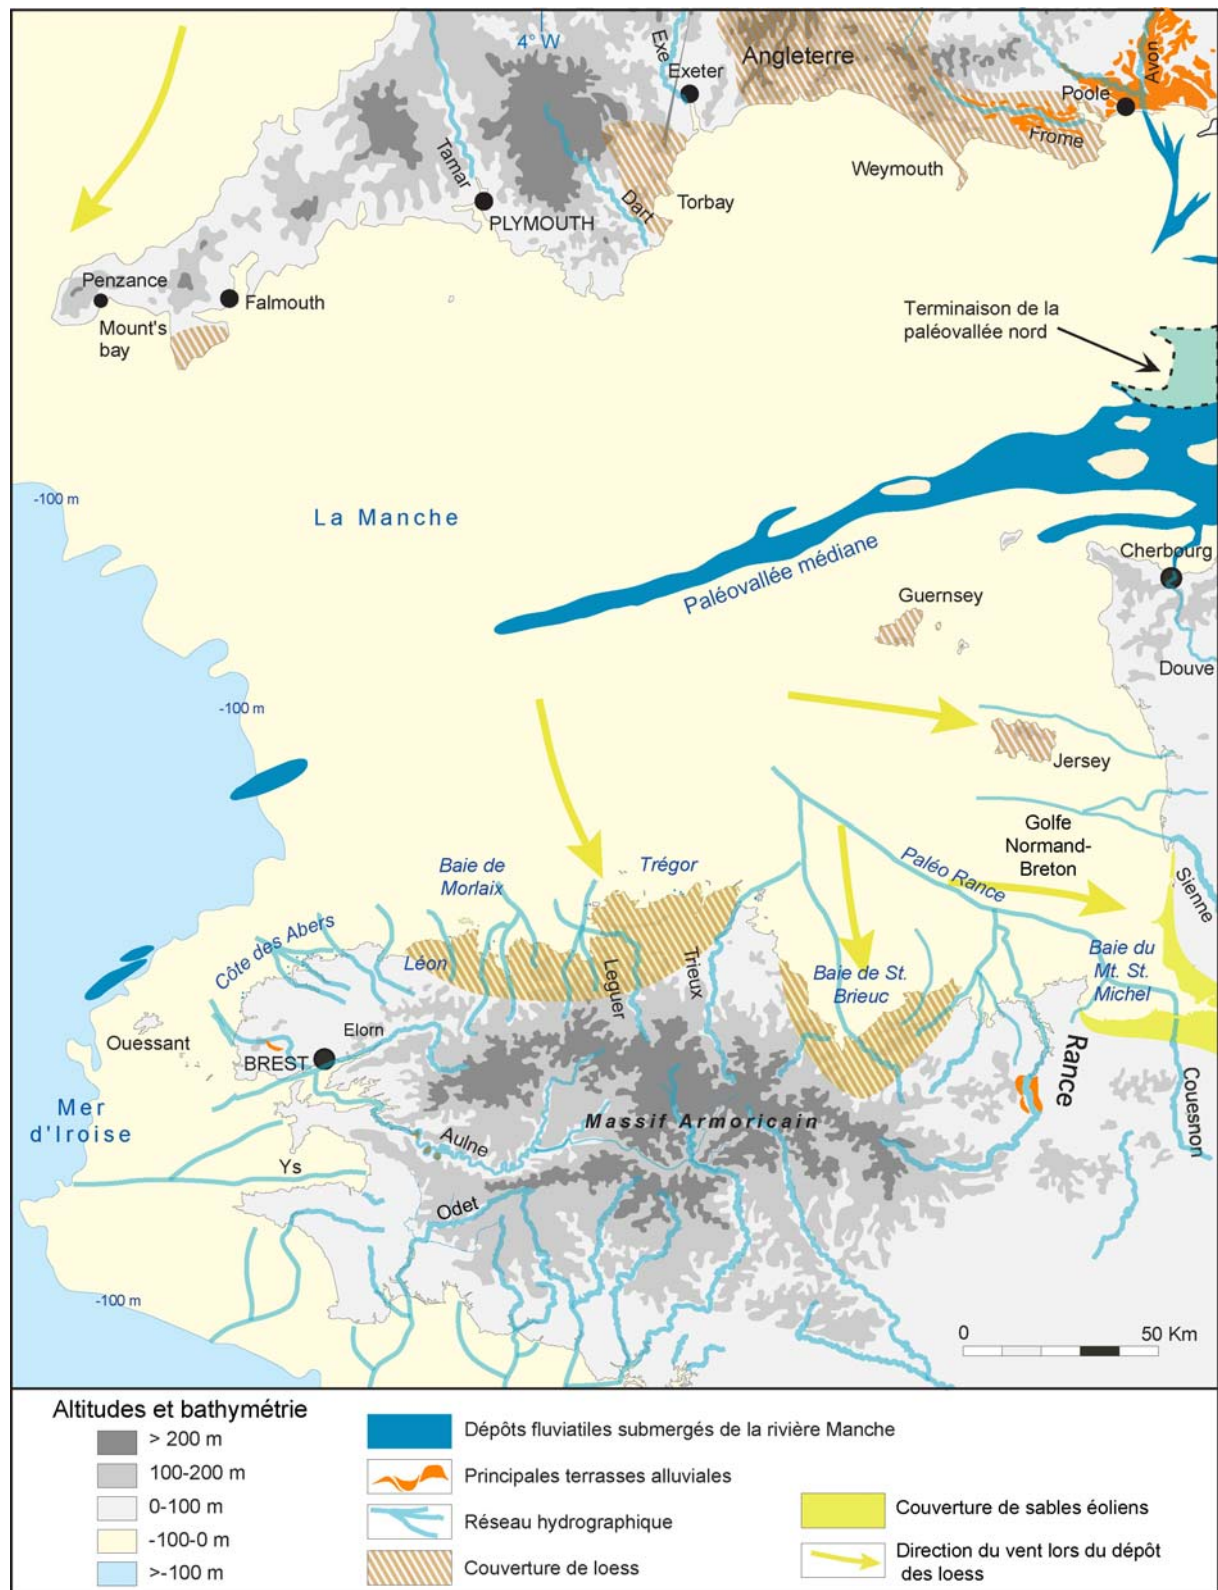 4° W
Exe
Exeter
Angleterre
Avon
Poole
Frome
Weymouth
Tamar
PLYMOUTH
Dart
Torbay
Penzance
Falmouth
Mount's
bay
Terminaison de la
paléovallée nord
-100 m
La Manche
Paléovallée médiane
Cherbourg
Guernsey
Douve
-100 m
Jersey
Golfe
Normand-
Breton
Sienne
Paléo Rance
Baie de
Morlaix
Trégor
Côte des Abers
Léon
Leguer
Trieux
Baie de St.
Brieuc
Baie du
Mt. St.
Michel
Ouessant
Elorn
BREST
Rance
Couesnon
Mer
d'Iroise
Massif Armoricain
Aulne
Ys
Odet
-100 m
0 50 Km
Altitudes et bathymétrie
> 200 m
100-200 m
0-100 m
-100-0 m
>-100 m
Dépôts fluviatiles submergés de la rivière Manche
Principales terrasses alluviales
Réseau hydrographique
Couverture de loess
Couverture de sables éoliens
Direction du vent lors du dépôt
des loess